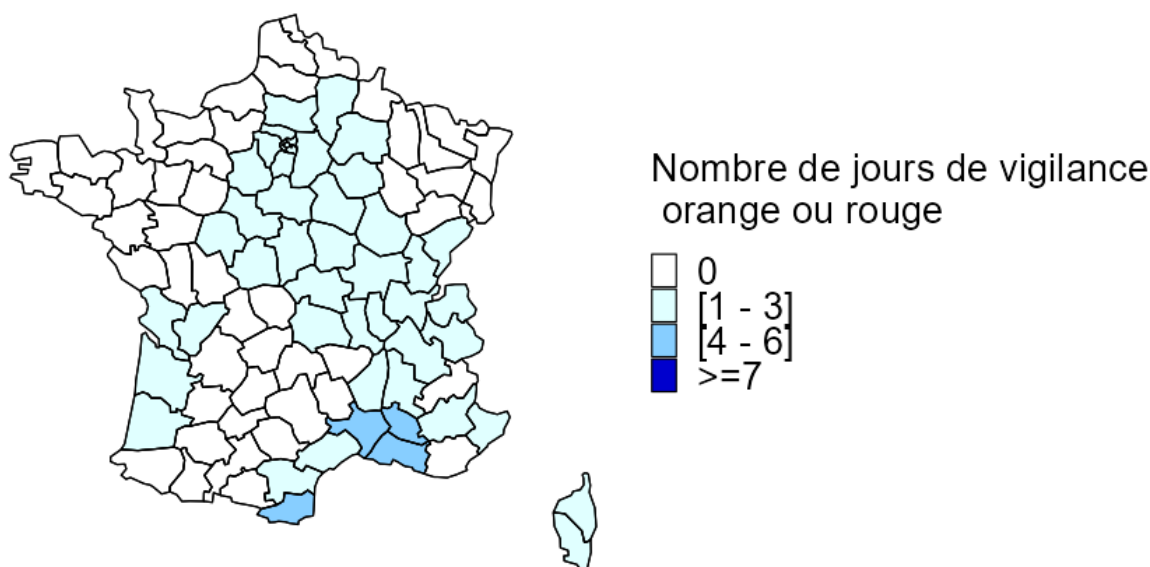 Nombre de jours de vigilance
orange ou rouge
0
[1 - 3]
[4 - 6]
>=7